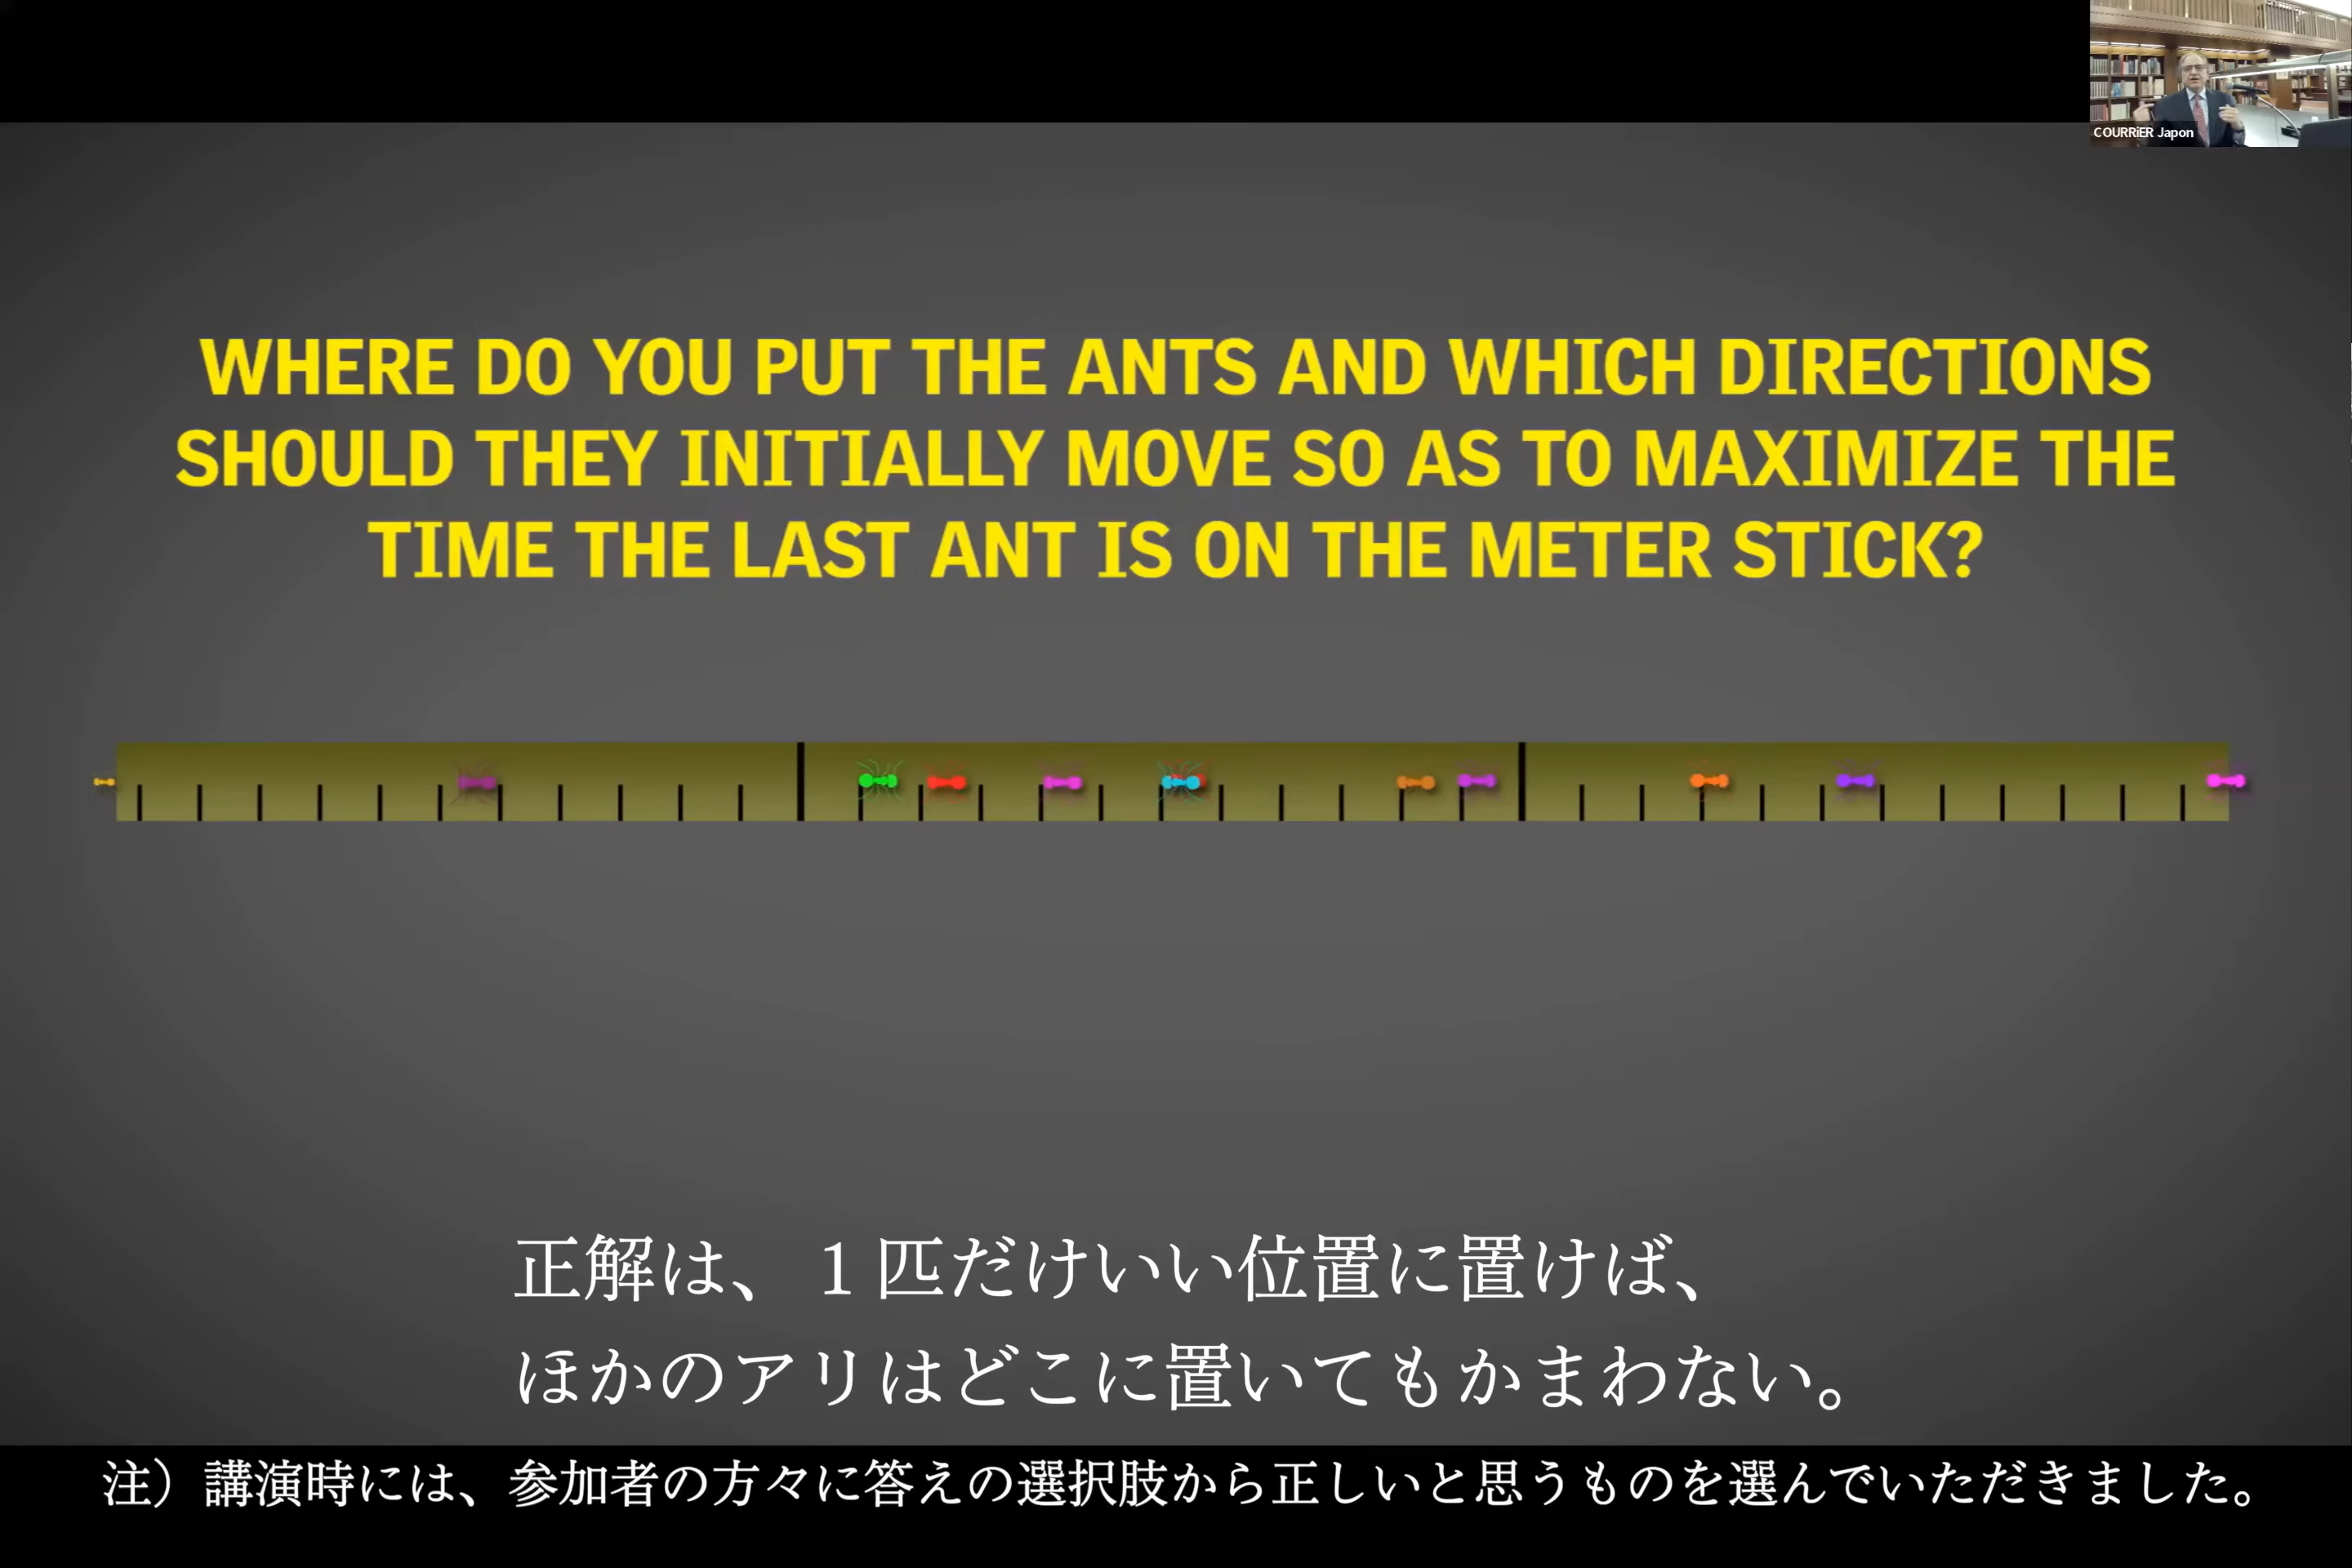 COURRiER Japon
WHERE DO YOU PUT THE ANTS AND WHICH DIRECTIONS
SHOULD THEY INITIALLY MOVE SO AS TO MAXIMIZE THE
TIME THE LAST ANT IS ON THE METER STICK?
正解は、１匹だけいい位置に置けば、
ほかのアリはどこに置いてもかまわない。
注）講演時には、参加者の方々に答えの選択肢から正しいと思うものを選んでいただきました。